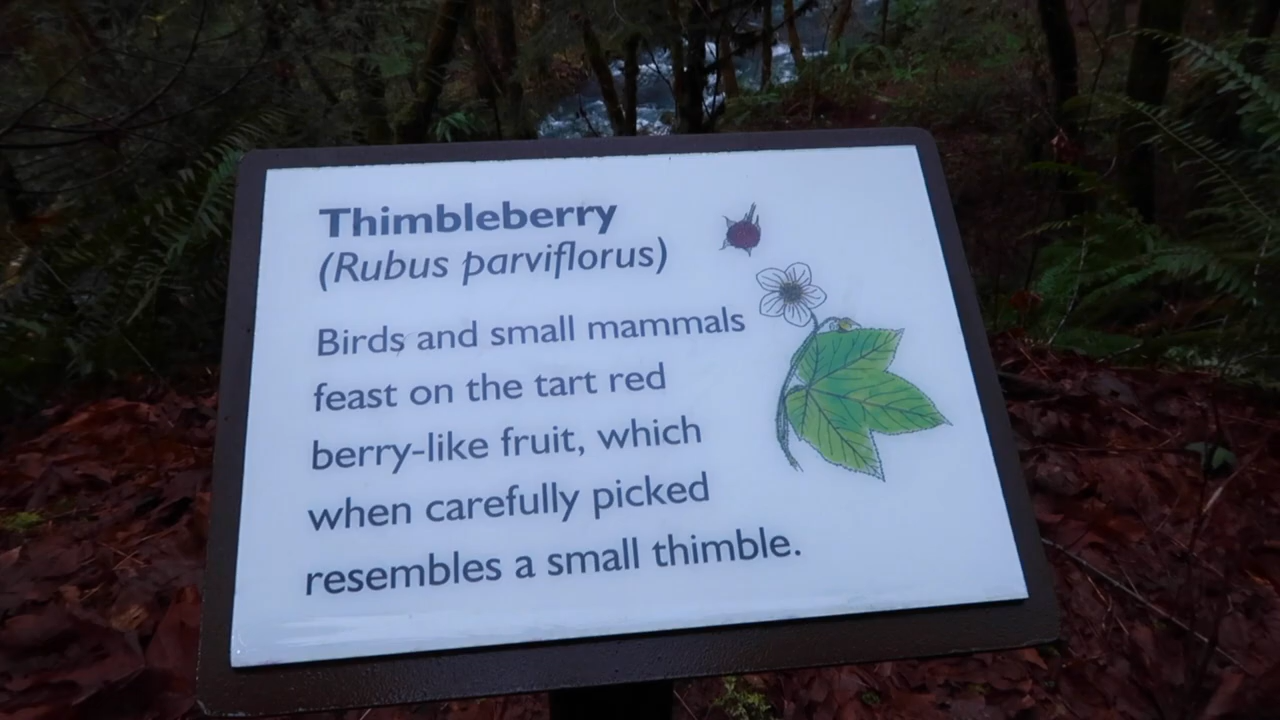 Thimbleberry
(Rubus parviflorus)
Birds and small mammals
feast on the tart red
berry-like fruit, which
when carefully picked
resembles a small thimble.